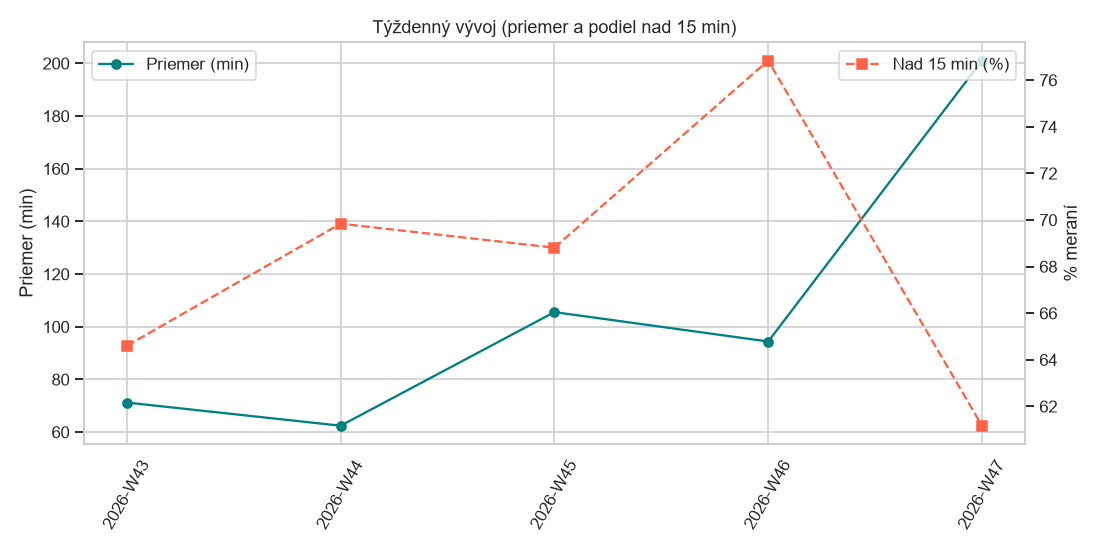 Týždenný vývoj (priemer a podiel nad 15 min)
Priemer (min)
Nad 15 min (%)
200
180
160
140
120
100
80
60
Priemer (min)
76
74
72
70
68
66
64
62
% meraní
2026-W43
2026-W44
2026-W45
2026-W46
2026-W47